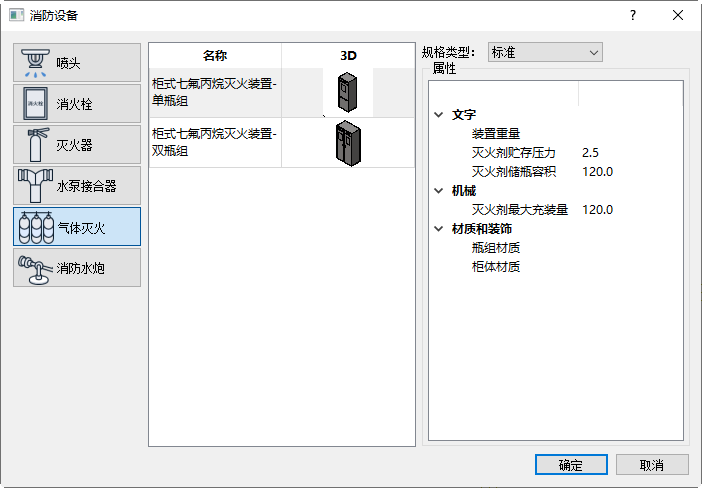 消防设备
?
喷头
消火栓
消火栓
灭火器
水泵接合器
气体灭火
消防水炮
名称 3D
柜式七氟丙烷灭火装置-
单瓶组
柜式七氟丙烷灭火装置-
双瓶组
规格类型： 标准
属性
文字
装置重量
灭火剂贮存压力 2.5
灭火剂储瓶容积 120.0
机械
灭火剂最大充装量 120.0
材质和装饰
瓶组材质
柜体材质
确定 取消